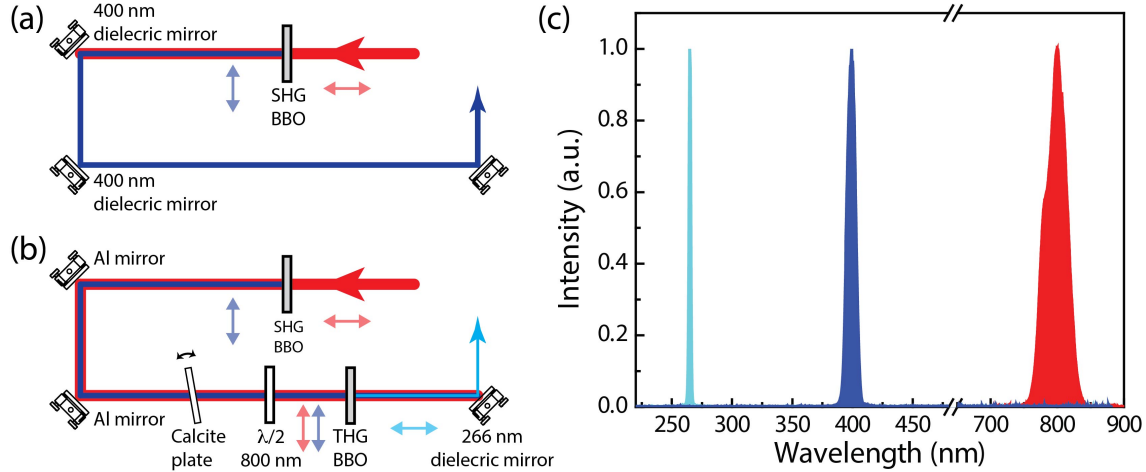 (a)
400 nm
dielecric mirror
SHG
BBO
400 nm
dielecric mirror
(b)
Al mirror
SHG
BBO
Al mirror
Calcite
plate
λ/2
800 nm
THG
BBO
266 nm
dielecric mirror
(c)
Intensity (a.u.)
1.0
0.8
0.6
0.4
0.2
0.0
250 300 350 400 450 700 800 900
Wavelength (nm)